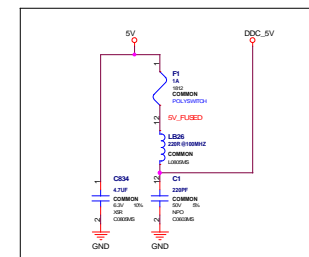 5V
DDC_5V
1
F1
1A
1812
COMMON
POLYSWITCH
2
5V_FUSED
1
LB26
220R @100MHZ
COMMON
L0805MS
2
1
C834
4.7UF
COMMON
6.3V 10%
X5R
C0805MS
2
GND
1
C1
220PF
COMMON
50V 5%
NPO
C0603MS
2
GND